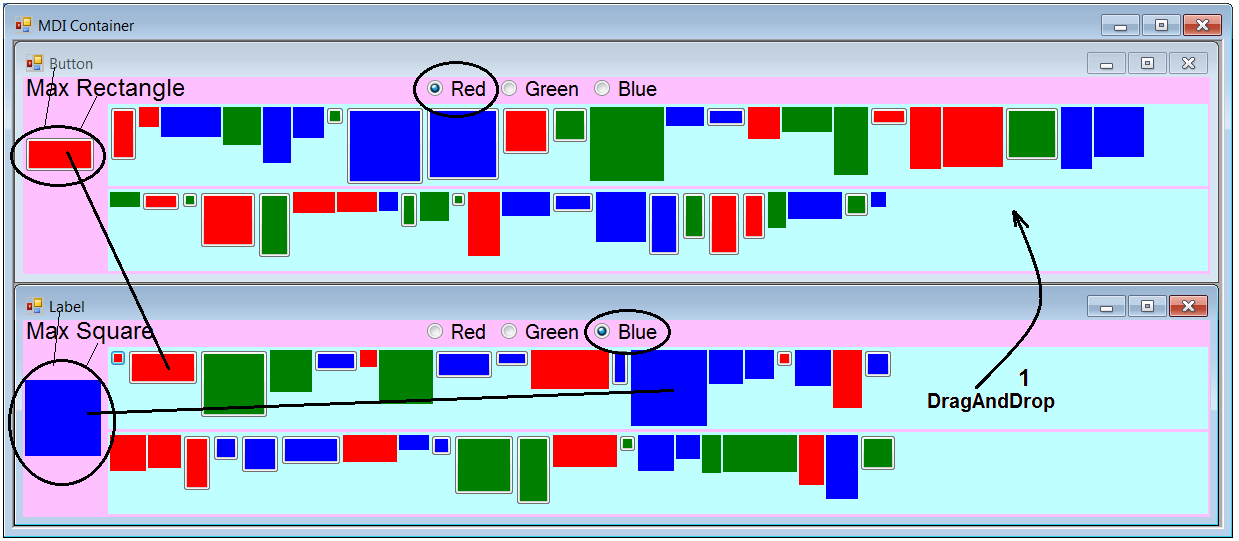 MDI Container
Button
Max Rectangle
Red Green Blue
Label
Max Square
Red Green Blue
1
DragAndDrop